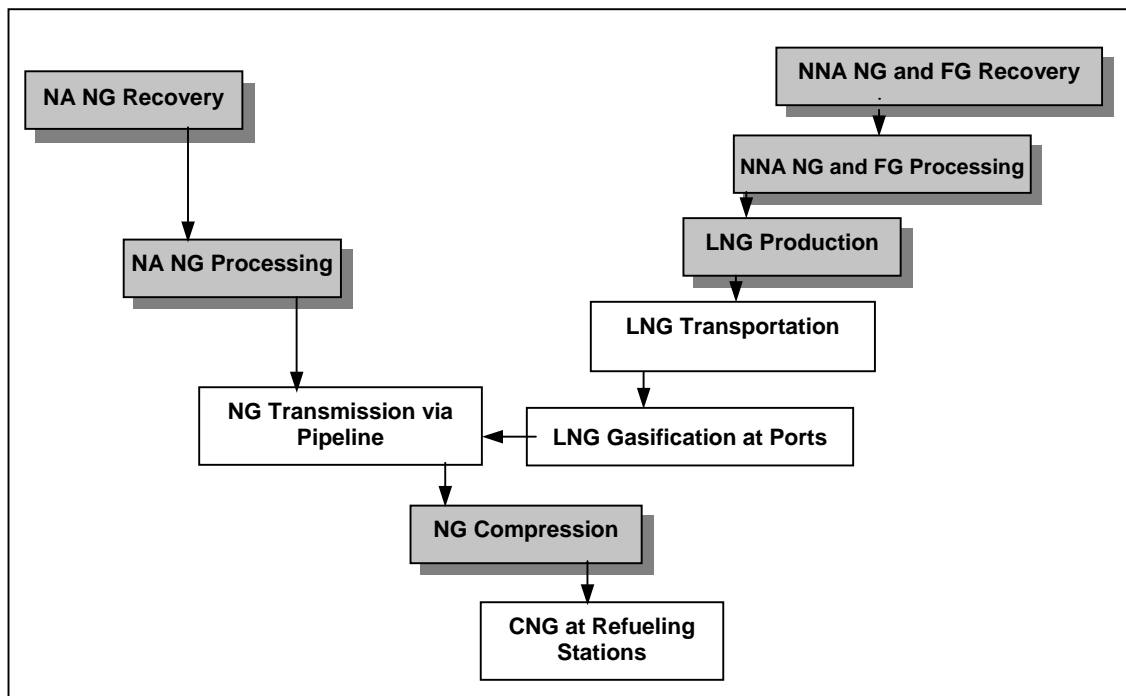 NNA NG and FG Recovery
NA NG Recovery
NNA NG and FG Processing
LNG Production
NA NG Processing
LNG Transportation
NG Transmission via
Pipeline
LNG Gasification at Ports
NG Compression
CNG at Refueling
Stations